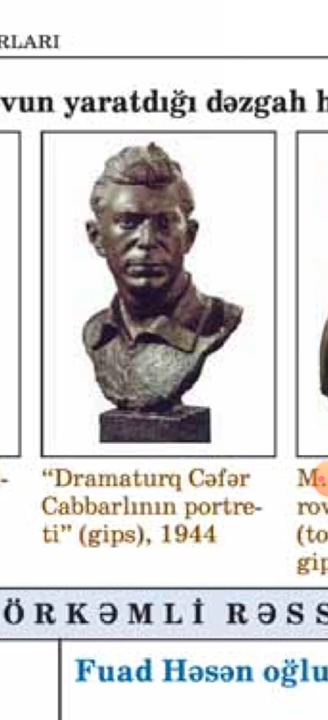 RLARI
vun yaratdığı dəzgah h
“Dramaturq Cəfər
Cabbarlının portre-
ti” (gips), 1944
M.
rov
(to
gip
ÖRKƏMLİ RƏSS
Fuad Həsən oğlu